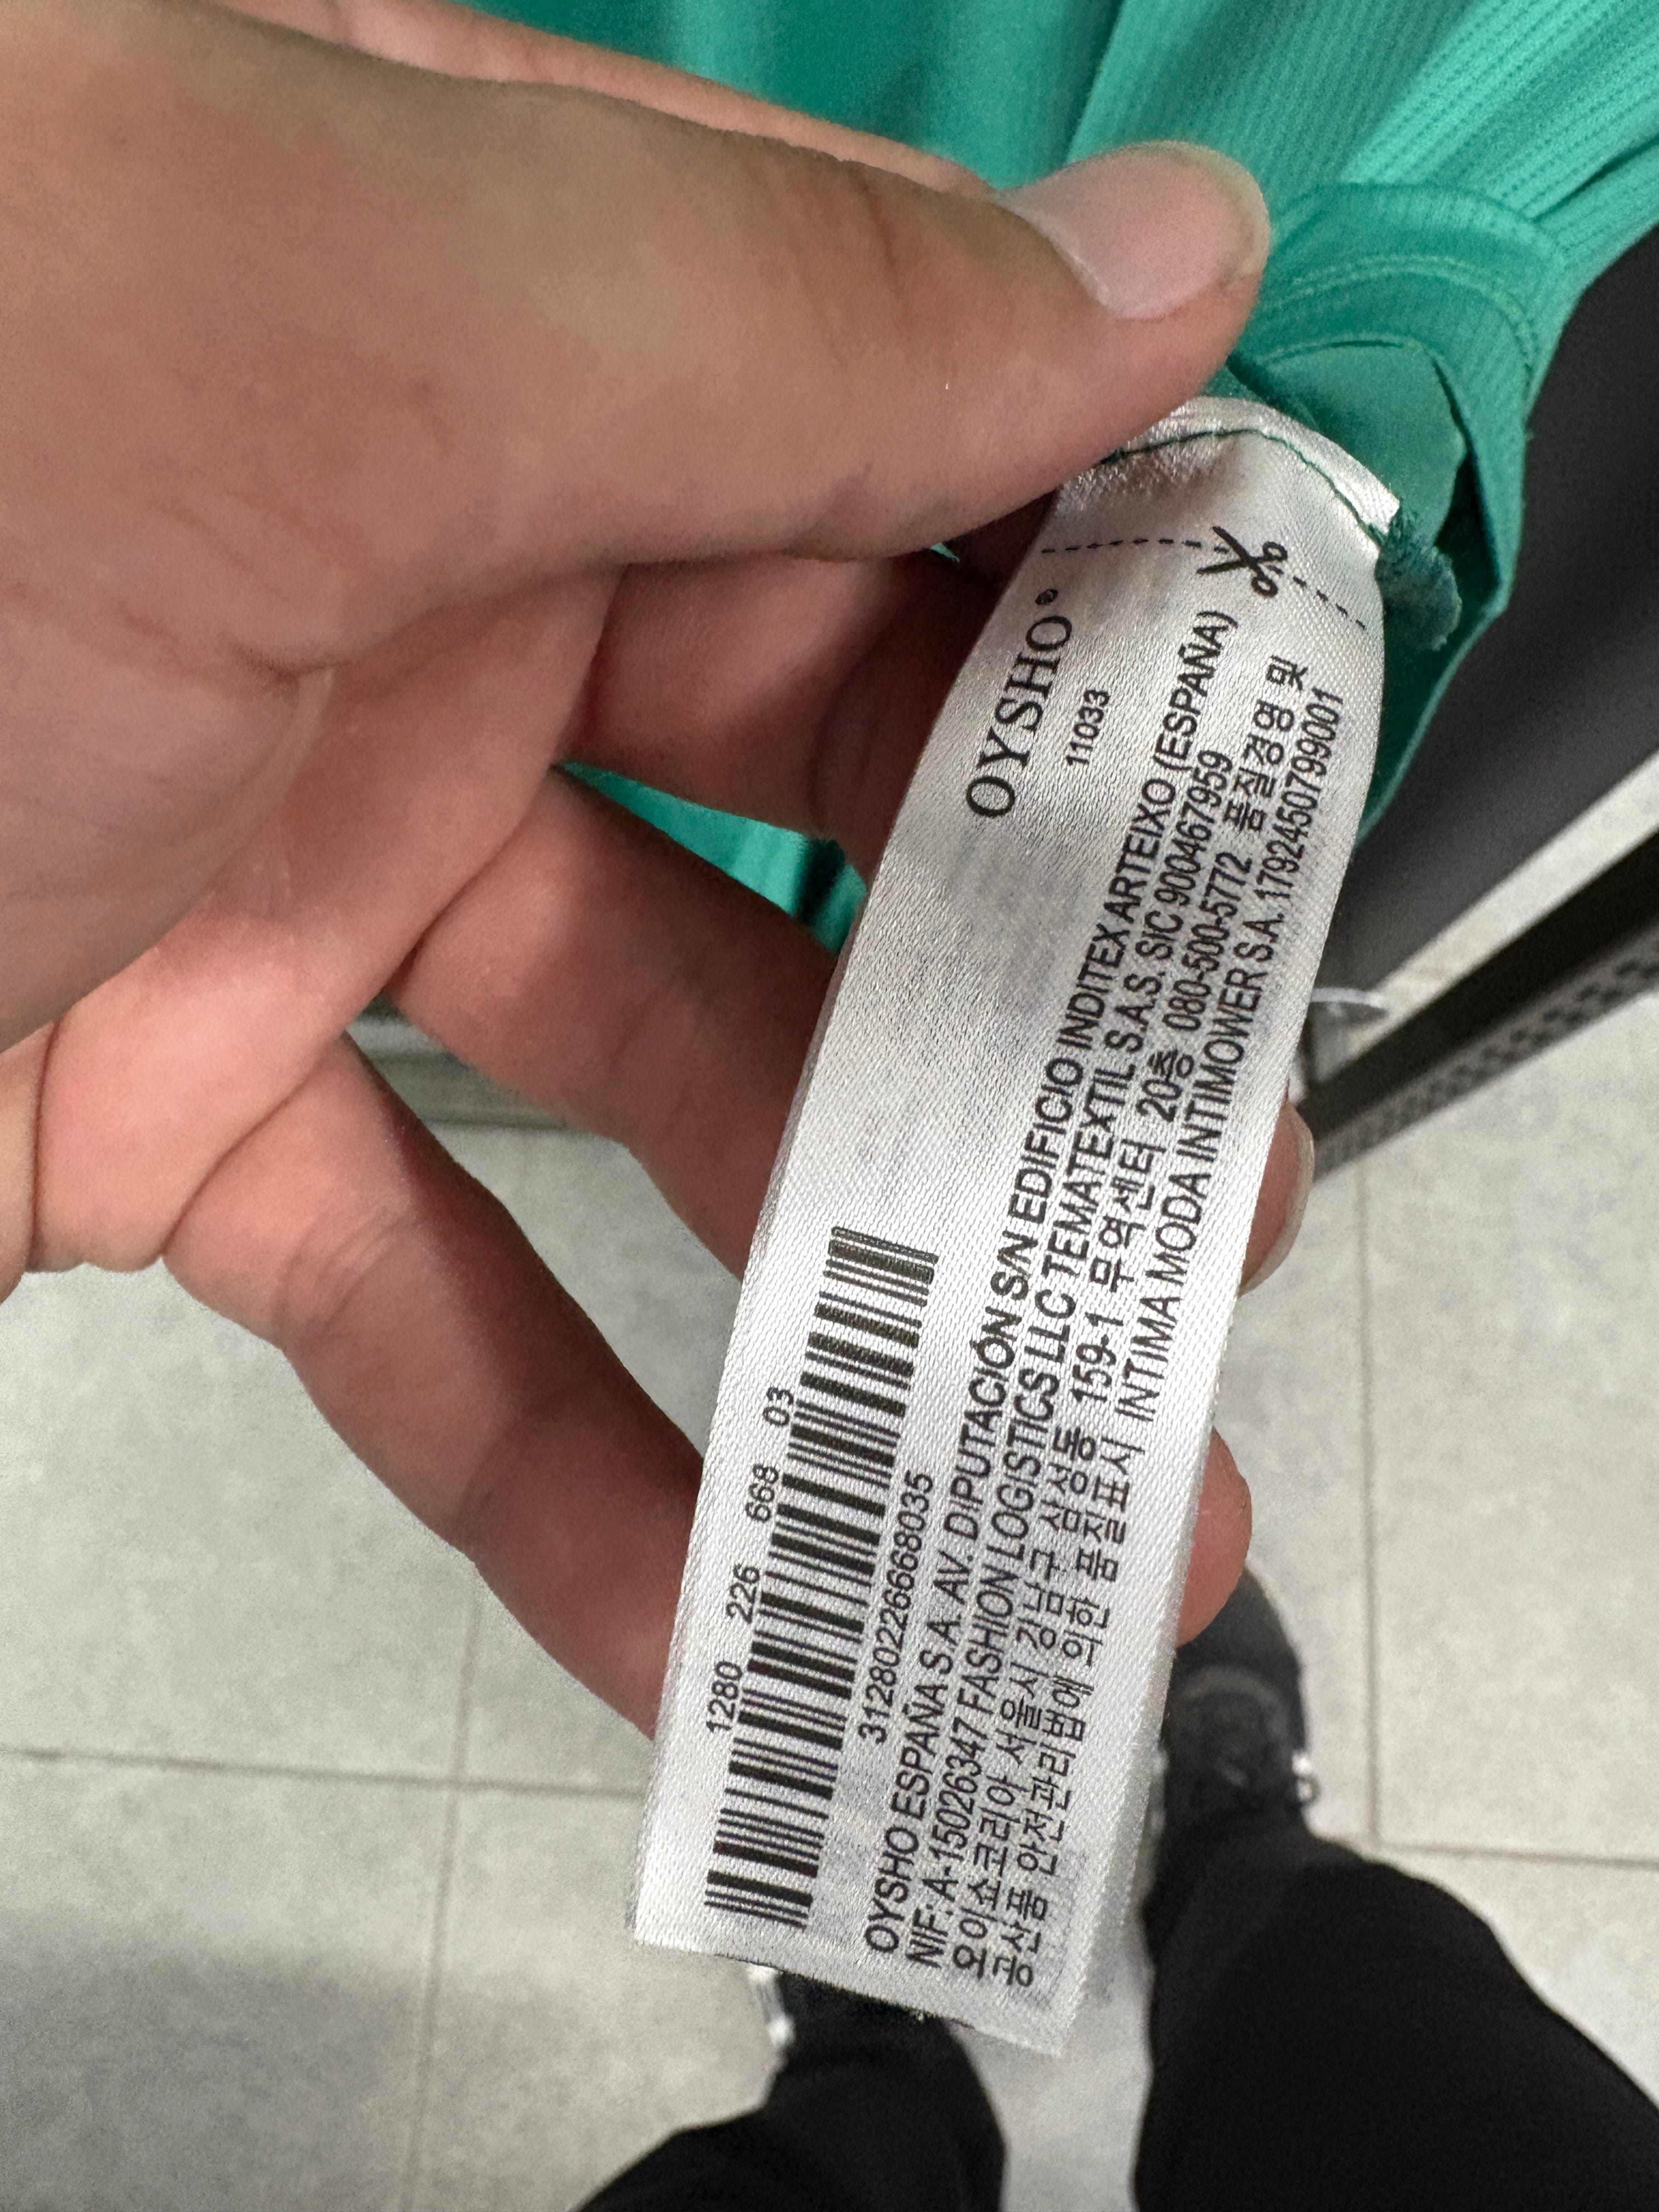 OYSHO®
11033
1280 226 668 03
31280226668035
OYSHO ESPAÑA S.A. AV. DIPUTACIÓN S/N EDIFICIO INDITEX ARTEIXO (ESPAÑA)
NIF: A-15026347 FASHION LOGISTICS LLC TEMATEXTIL S.A.S. SIC 900467959
오이쇼코리아 서울시 강남구 삼성동 159-1 무역센터 20층 080-500-5772 품질경영 및
공산품 안전관리법에 의한 품질표시 INTIMA MODA INTIMOWER S.A. 1792450799001